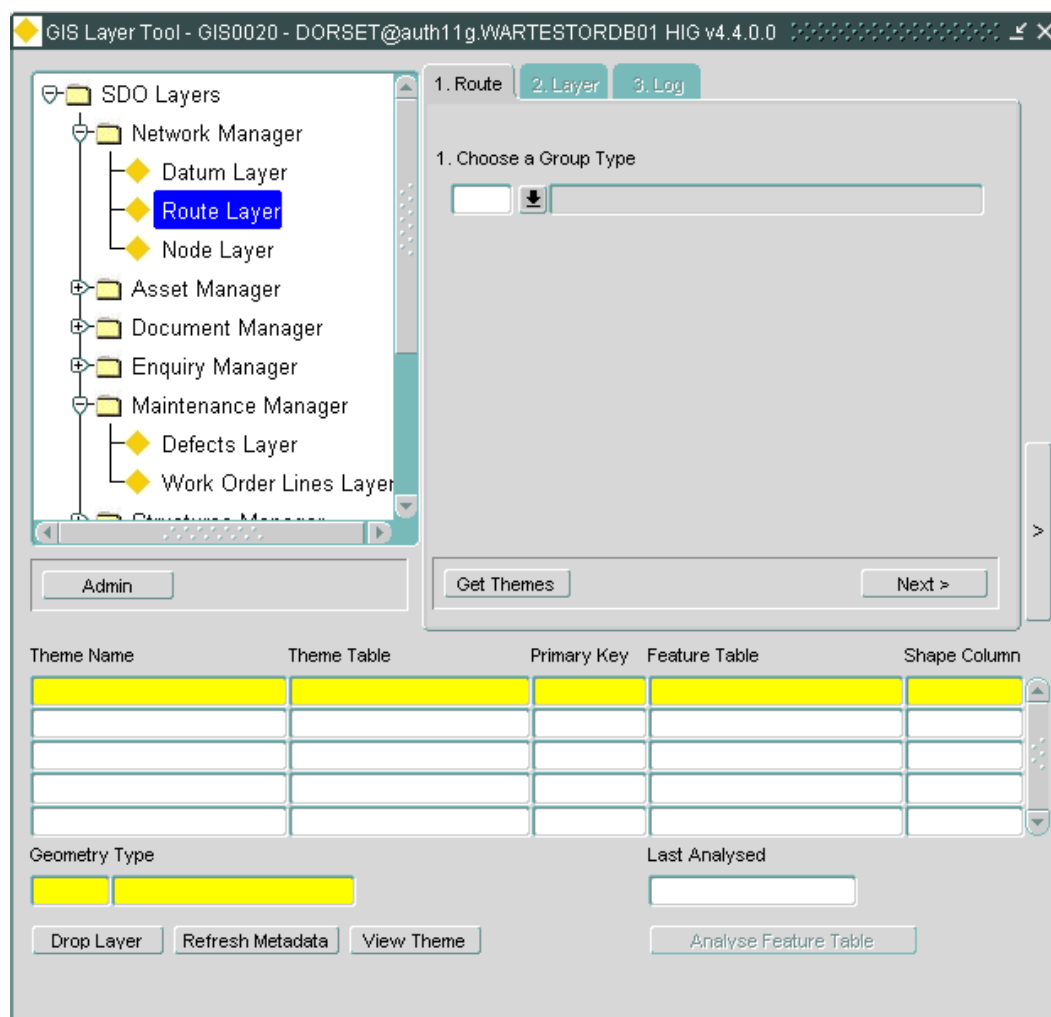 GIS Layer Tool - GIS0020 - DORSET@auth11g.WARTESTORDB01 HIG v4.4.0.0
SDO Layers
Network Manager
Datum Layer
Route Layer
Node Layer
Asset Manager
Document Manager
Enquiry Manager
Maintenance Manager
Defects Layer
Work Order Lines Layer
Structures Manager
Admin
1. Route 2. Layer 3. Log
1. Choose a Group Type
Get Themes Next >
>
Theme Name Theme Table Primary Key Feature Table Shape Column
Geometry Type Last Analysed
Drop Layer Refresh Metadata View Theme Analyse Feature Table